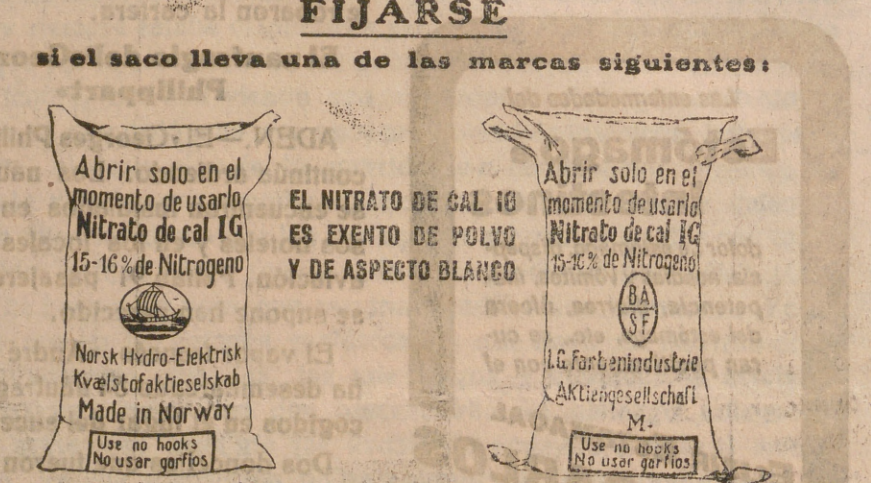 FIJARSE
si el saco lleva una de las marcas siguientes:
Abrir solo en el
momento de usarlo
Nitrato de cal IG
15-16% de Nitrogeno
Norsk Hydro-Elektrisk
Kvælstofaktieselskab
Made in Norway
Use no hooks
No usar garfios
EL NITRATO DE CAL IG
ES EXENTO DE POLVO
Y DE ASPECTO BLANCO
Abrir solo en el
momento de usarlo
Nitrato de cal IG
15-16% de Nitrogeno
BA
SF
I.G. Farbenindustrie
Aktiengesellschaft
M.
Use no hooks
No usar garfios